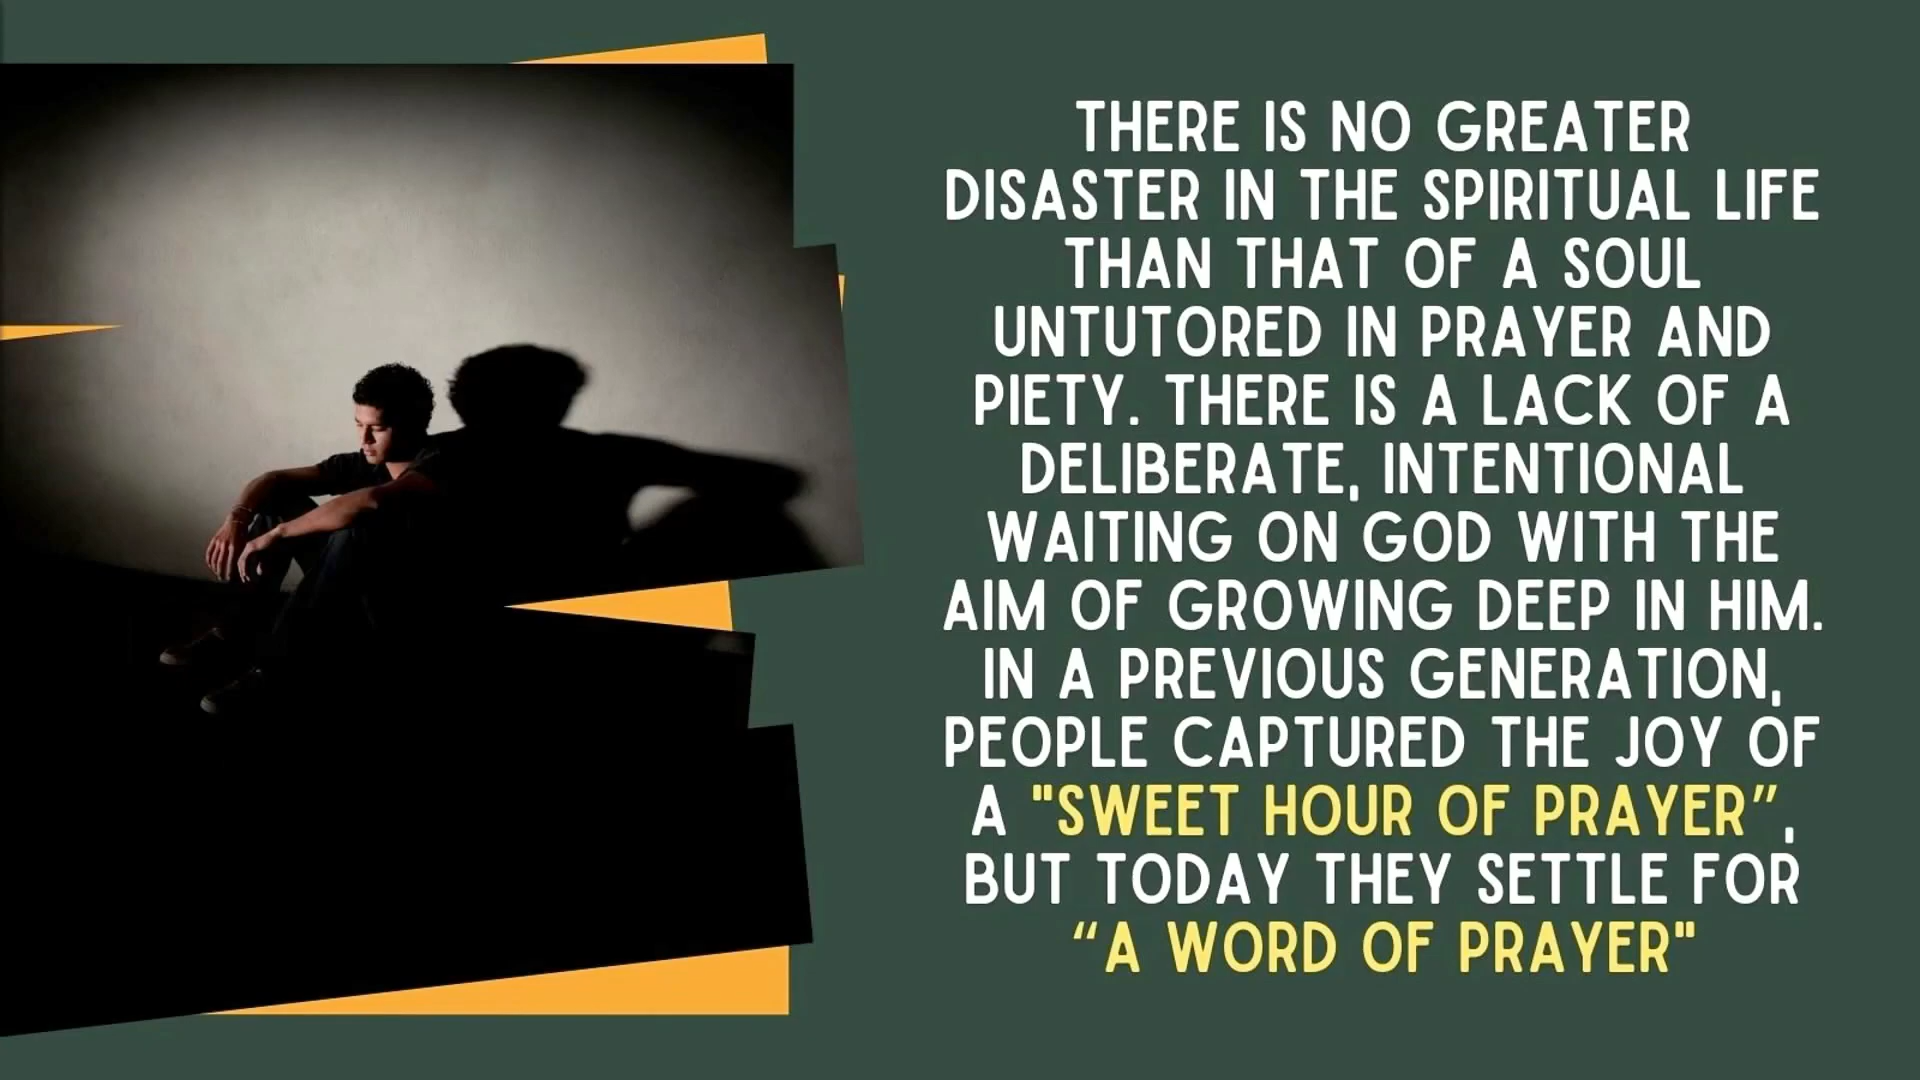 THERE IS NO GREATER
DISASTER IN THE SPIRITUAL LIFE
THAN THAT OF A SOUL
UNTUTORED IN PRAYER AND
PIETY. THERE IS A LACK OF A
DELIBERATE, INTENTIONAL
WAITING ON GOD WITH THE
AIM OF GROWING DEEP IN HIM.
IN A PREVIOUS GENERATION,
PEOPLE CAPTURED THE JOY OF
A "SWEET HOUR OF PRAYER”,
BUT TODAY THEY SETTLE FOR
“A WORD OF PRAYER"